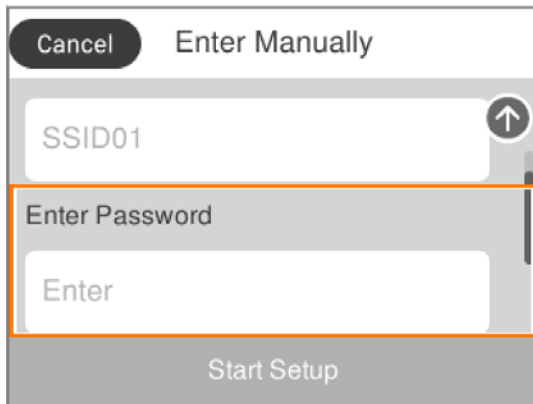 Cancel Enter Manually
SSID01
Enter Password
Enter
Start Setup